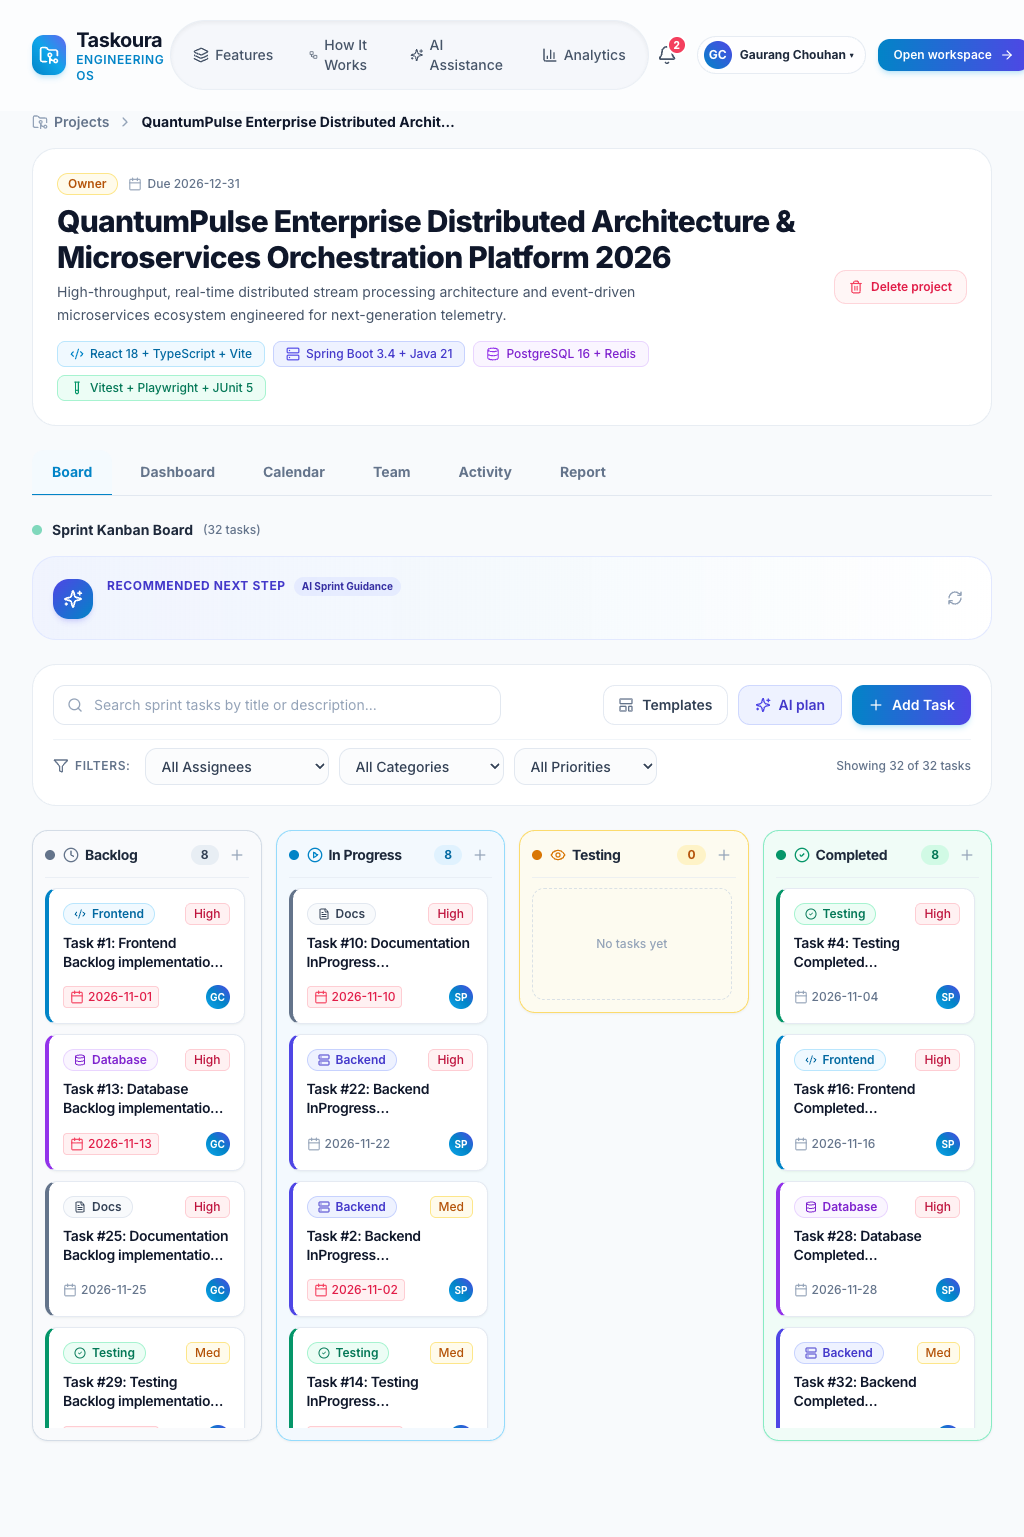 Taskoura
ENGINEERING
OS
Features
How It
Works
AI
Assistance
Analytics
2
GC
Gaurang Chouhan
Open workspace
Projects
QuantumPulse Enterprise Distributed Archit...
Owner
Due 2026-12-31
QuantumPulse Enterprise Distributed Architecture &
Microservices Orchestration Platform 2026
High-throughput, real-time distributed stream processing architecture and event-driven
microservices ecosystem engineered for next-generation telemetry.
Delete project
React 18 + TypeScript + Vite
Spring Boot 3.4 + Java 21
PostgreSQL 16 + Redis
Vitest + Playwright + JUnit 5
Board
Dashboard
Calendar
Team
Activity
Report
Sprint Kanban Board (32 tasks)
RECOMMENDED NEXT STEP
AI Sprint Guidance
Search sprint tasks by title or description...
Templates
AI plan
Add Task
FILTERS:
All Assignees
All Categories
All Priorities
Showing 32 of 32 tasks
Backlog
8
Frontend
High
Task #1: Frontend
Backlog implementatio...
2026-11-01
GC
Database
High
Task #13: Database
Backlog implementatio...
2026-11-13
GC
Docs
High
Task #25: Documentation
Backlog implementatio...
2026-11-25
GC
Testing
Med
Task #29: Testing
Backlog implementatio...
In Progress
8
Docs
High
Task #10: Documentation
InProgress...
2026-11-10
SP
Backend
High
Task #22: Backend
InProgress...
2026-11-22
SP
Backend
Med
Task #2: Backend
InProgress...
2026-11-02
SP
Testing
Med
Task #14: Testing
InProgress...
Testing
0
No tasks yet
Completed
8
Testing
High
Task #4: Testing
Completed...
2026-11-04
SP
Frontend
High
Task #16: Frontend
Completed...
2026-11-16
SP
Database
High
Task #28: Database
Completed...
2026-11-28
SP
Backend
Med
Task #32: Backend
Completed...